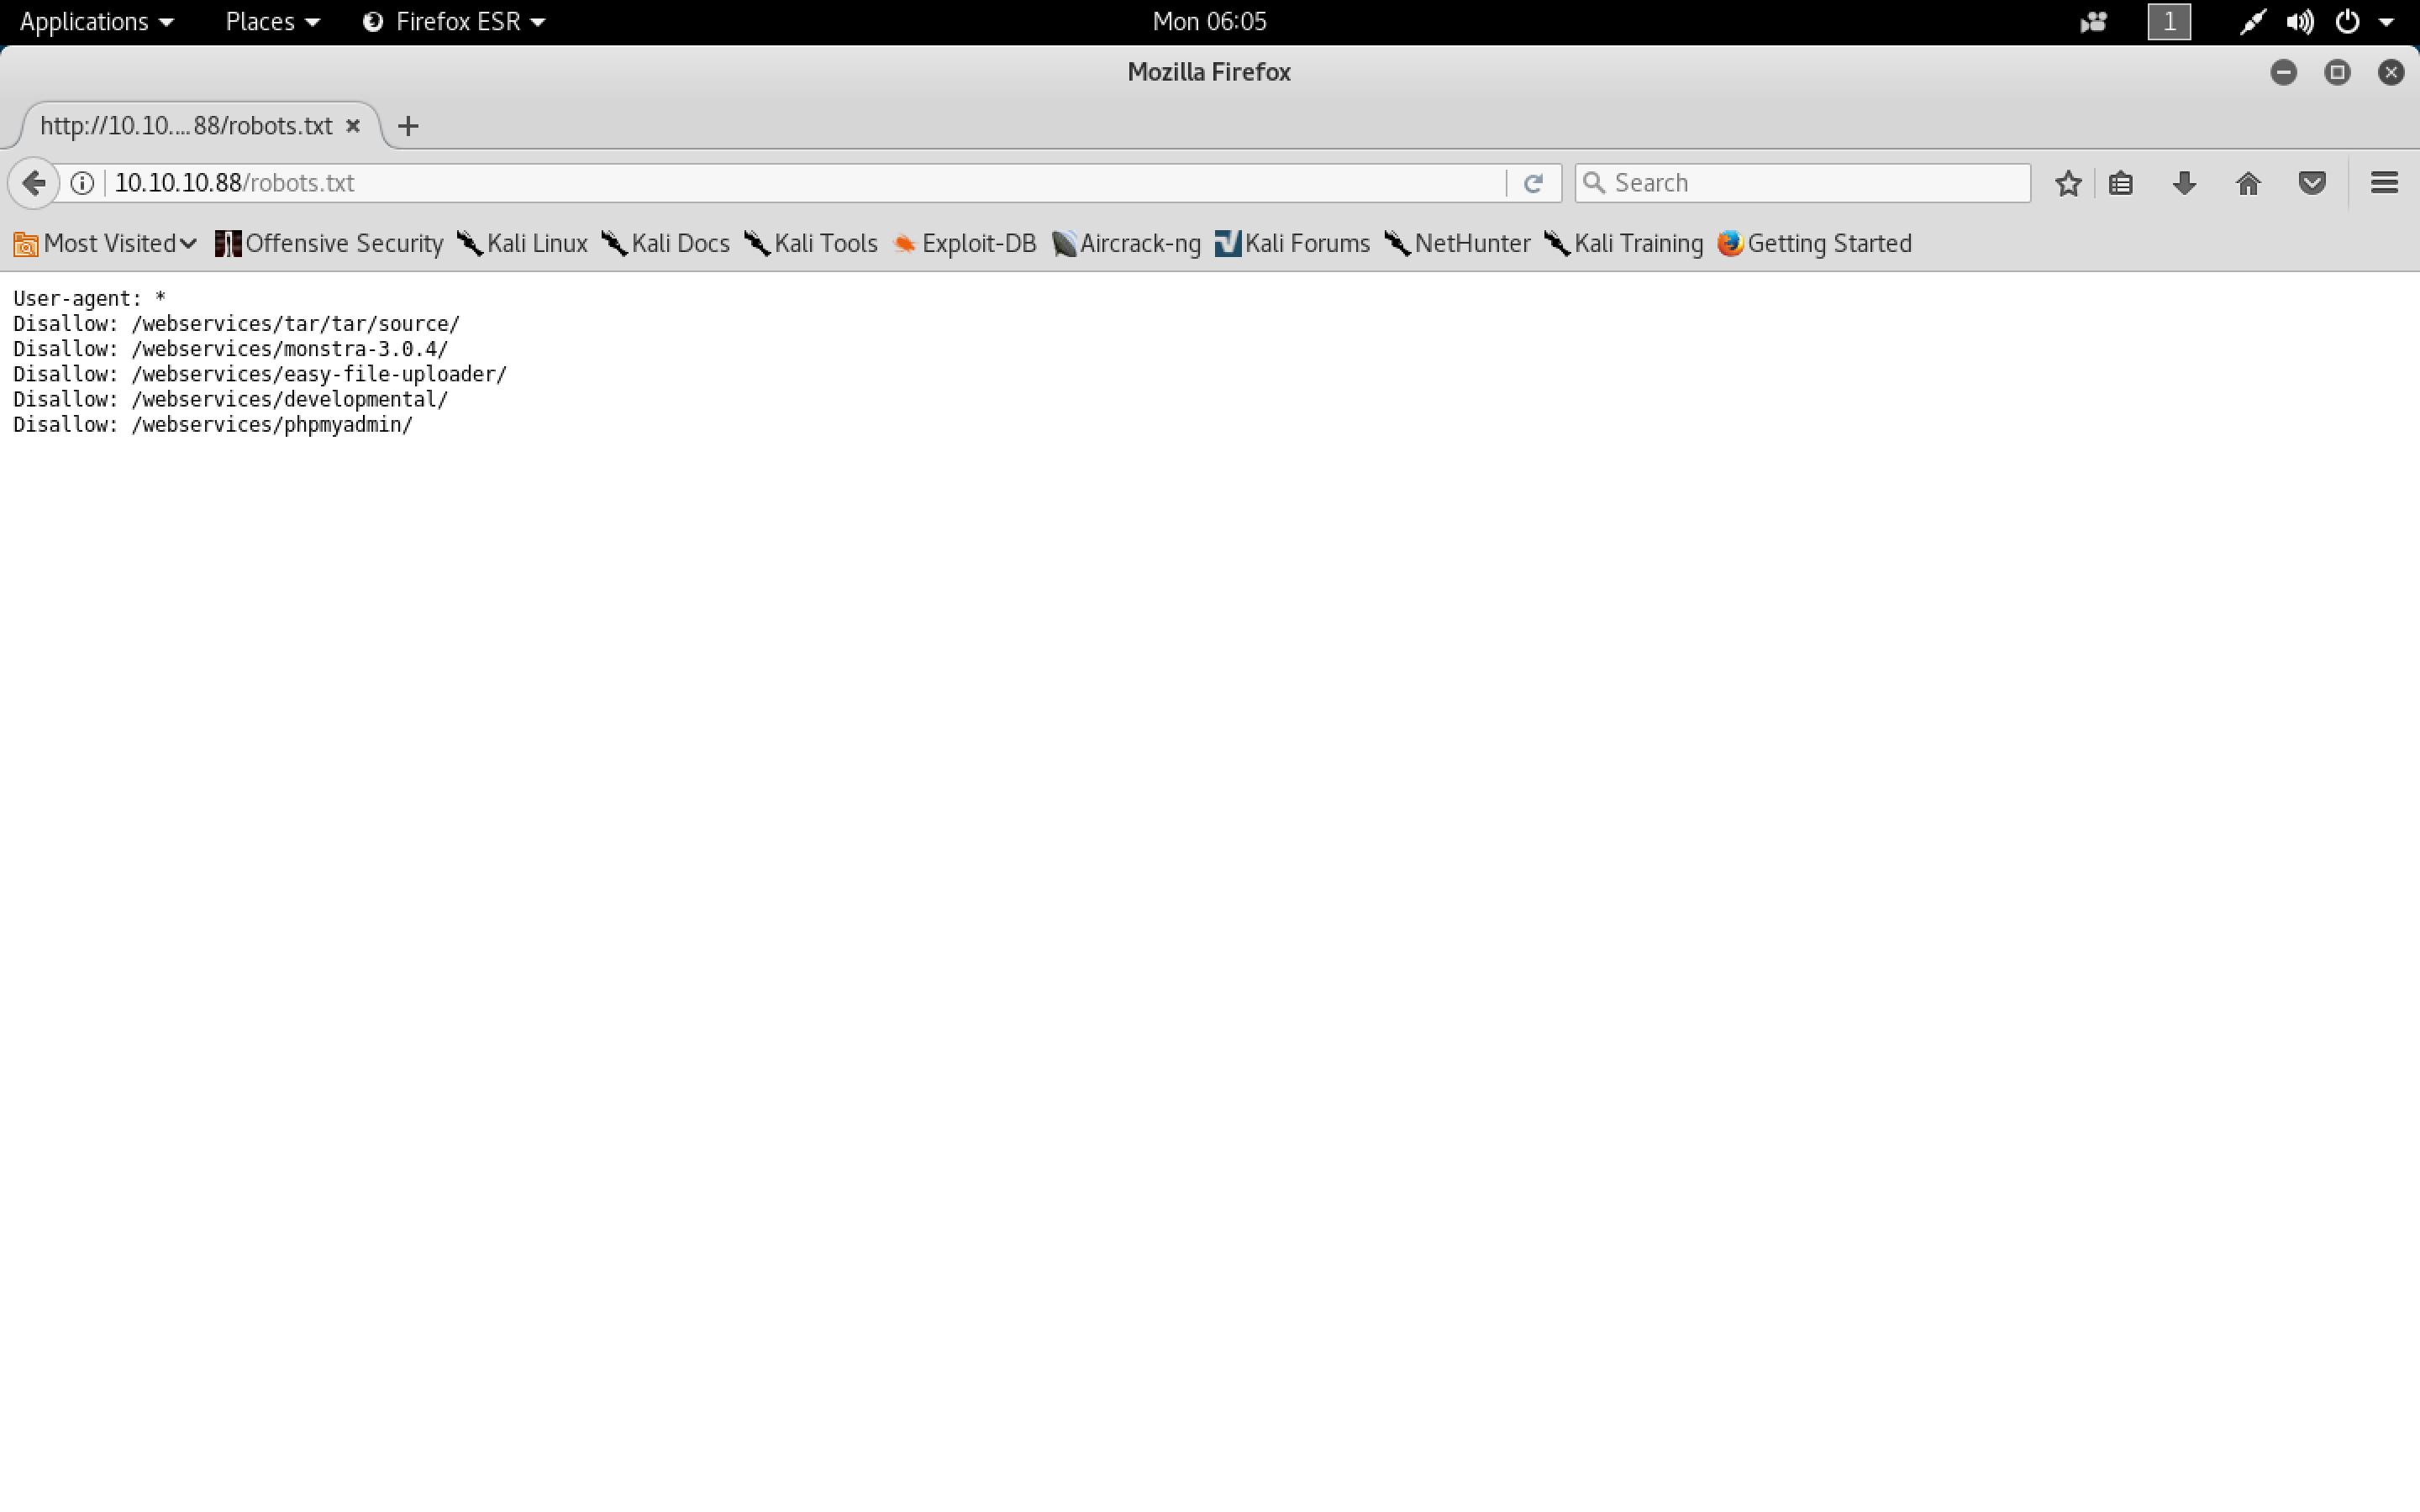 Applications Places Firefox ESR Mon 06:05 1
Mozilla Firefox
http://10.10....88/robots.txt
10.10.10.88/robots.txt Search
Most Visited Offensive Security Kali Linux Kali Docs Kali Tools Exploit-DB Aircrack-ng Kali Forums NetHunter Kali Training Getting Started
User-agent: *
Disallow: /webservices/tar/tar/source/
Disallow: /webservices/monstra-3.0.4/
Disallow: /webservices/easy-file-uploader/
Disallow: /webservices/developmental/
Disallow: /webservices/phpmyadmin/